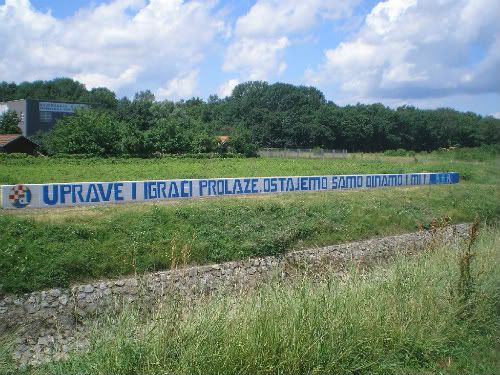 UPRAVE I IGRACI PROLAZE. OSTAJEMO SAMO DINAMO I MI!